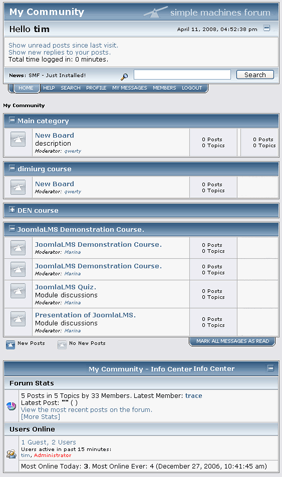 My Community
simple machines forum
Hello tim
April 11, 2008, 04:52:38 pm
Show unread posts since last visit.
Show new replies to your posts.
Total time logged in: 0 minutes.
News: SMF - Just Installed!
Search
HOME HELP SEARCH PROFILE MY MESSAGES MEMBERS LOGOUT
My Community
Main category
New Board
description
Moderator: qwerty
0 Posts
0 Topics
0 Posts
0 Topics
dimiurg course
New Board
Moderator: qwerty
0 Posts
0 Topics
DEN course
JoomlaLMS Demonstration Course.
JoomlaLMS Demonstration Course.
Moderator: Marina
0 Posts
0 Topics
JoomlaLMS Demonstration Course.
Moderator: Marina
0 Posts
0 Topics
JoomlaLMS Quiz.
Module discussions
Moderator: Marina
0 Posts
0 Topics
Presentation of JoomlaLMS.
Module discussions
Moderator: Marina
0 Posts
0 Topics
New Posts
No New Posts
MARK ALL MESSAGES AS READ
My Community - Info Center Info Center
Forum Stats
5 Posts in 5 Topics by 33 Members. Latest Member: trace
Latest Post: "" ( )
View the most recent posts on the forum.
[More Stats]
Users Online
1 Guest, 2 Users
Users active in past 15 minutes:
tim, Administrator
Most Online Today: 3. Most Online Ever: 4 (December 27, 2006, 10:41:45 am)